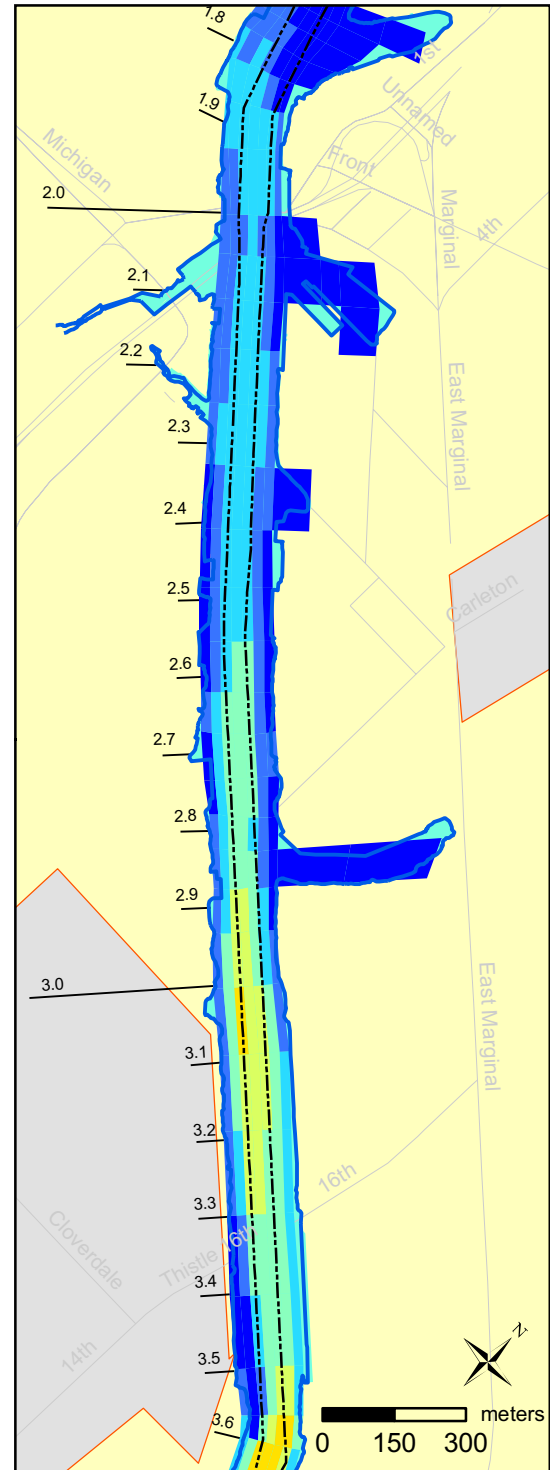 1.8
1st
1.9
Unnamed
Michigan
Front
2.0
Marginal
4th
2.1
2.2
East Marginal
2.3
2.4
2.5
Carleton
2.6
2.7
2.8
2.9
3.0
East Marginal
3.1
3.2
16th
3.3
Cloverdale
Thistle 16th
3.4
14th
3.5
N
3.6
meters
0 150 300